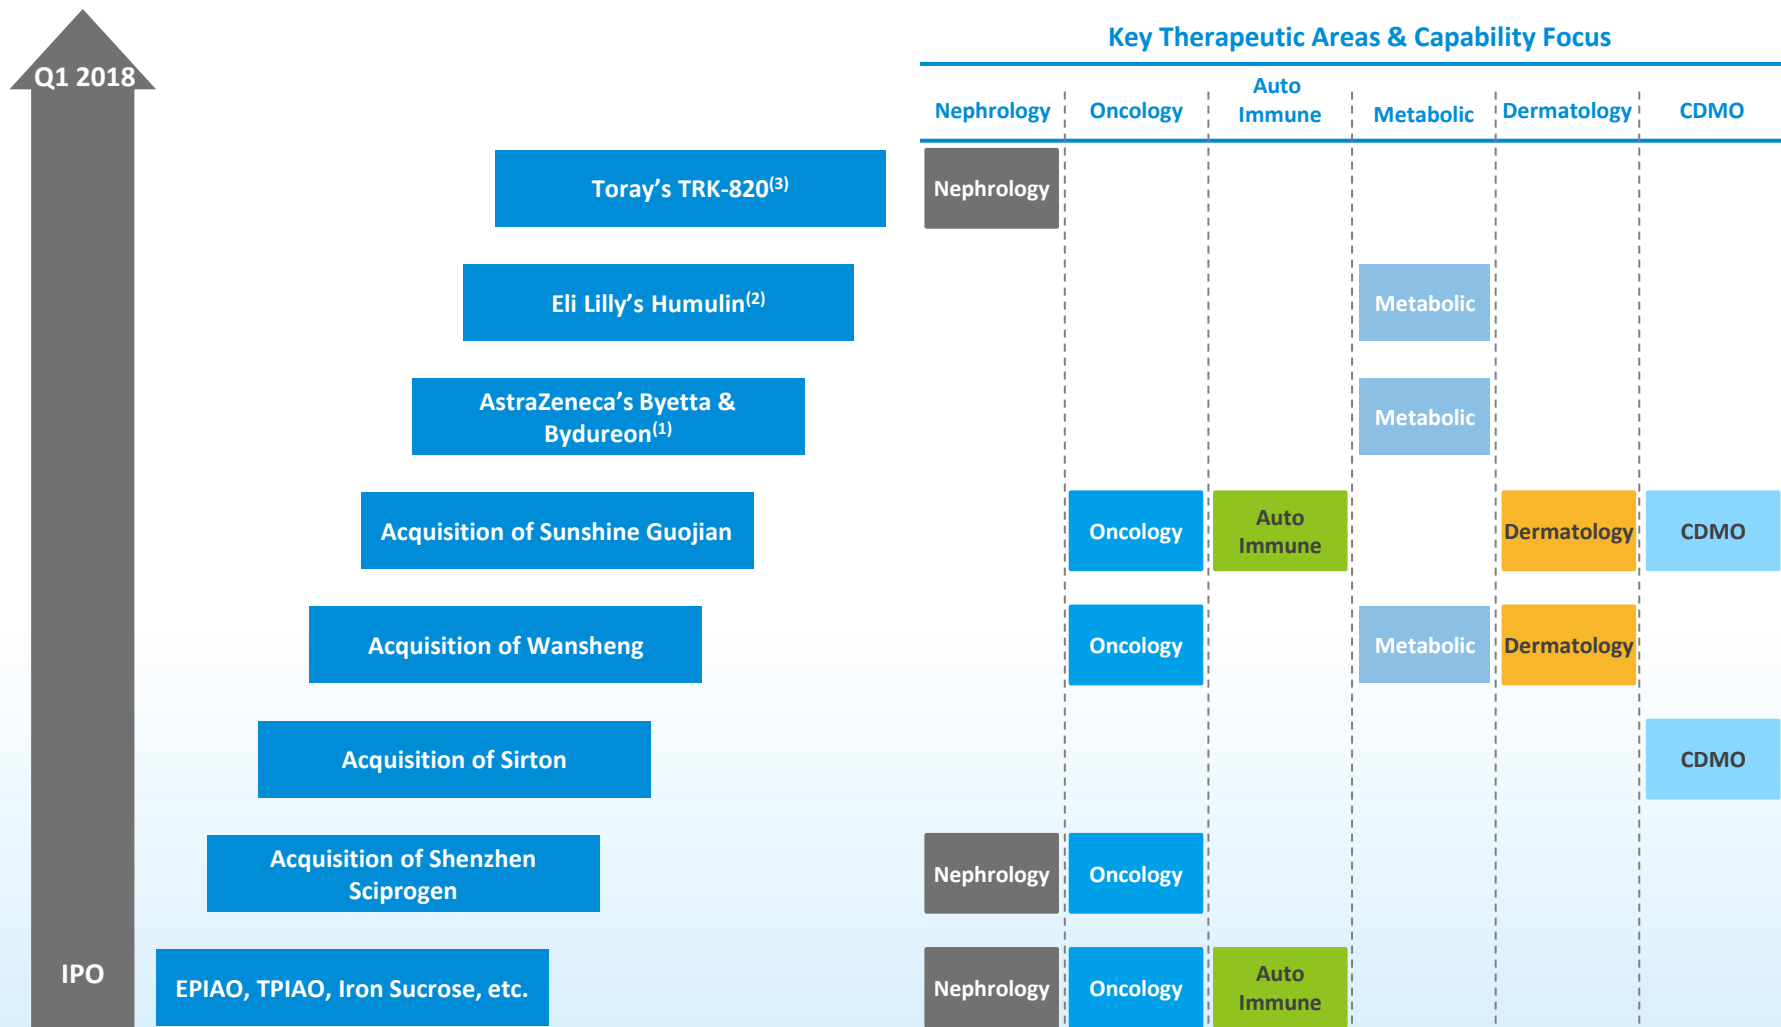 Key Therapeutic Areas & Capability Focus
Q1 2018
Nephrology
Oncology
Auto
Immune
Metabolic
Dermatology
CDMO
Toray’s TRK-820(3)
Nephrology
Eli Lilly’s Humulin(2)
Metabolic
AstraZeneca’s Byetta &
Bydureon(1)
Metabolic
Acquisition of Sunshine Guojian
Oncology
Auto
Immune
Dermatology
CDMO
Acquisition of Wansheng
Oncology
Metabolic
Dermatology
Acquisition of Sirton
CDMO
Acquisition of Shenzhen
Sciprogen
Nephrology
Oncology
IPO
EPIAO, TPIAO, Iron Sucrose, etc.
Nephrology
Oncology
Auto
Immune